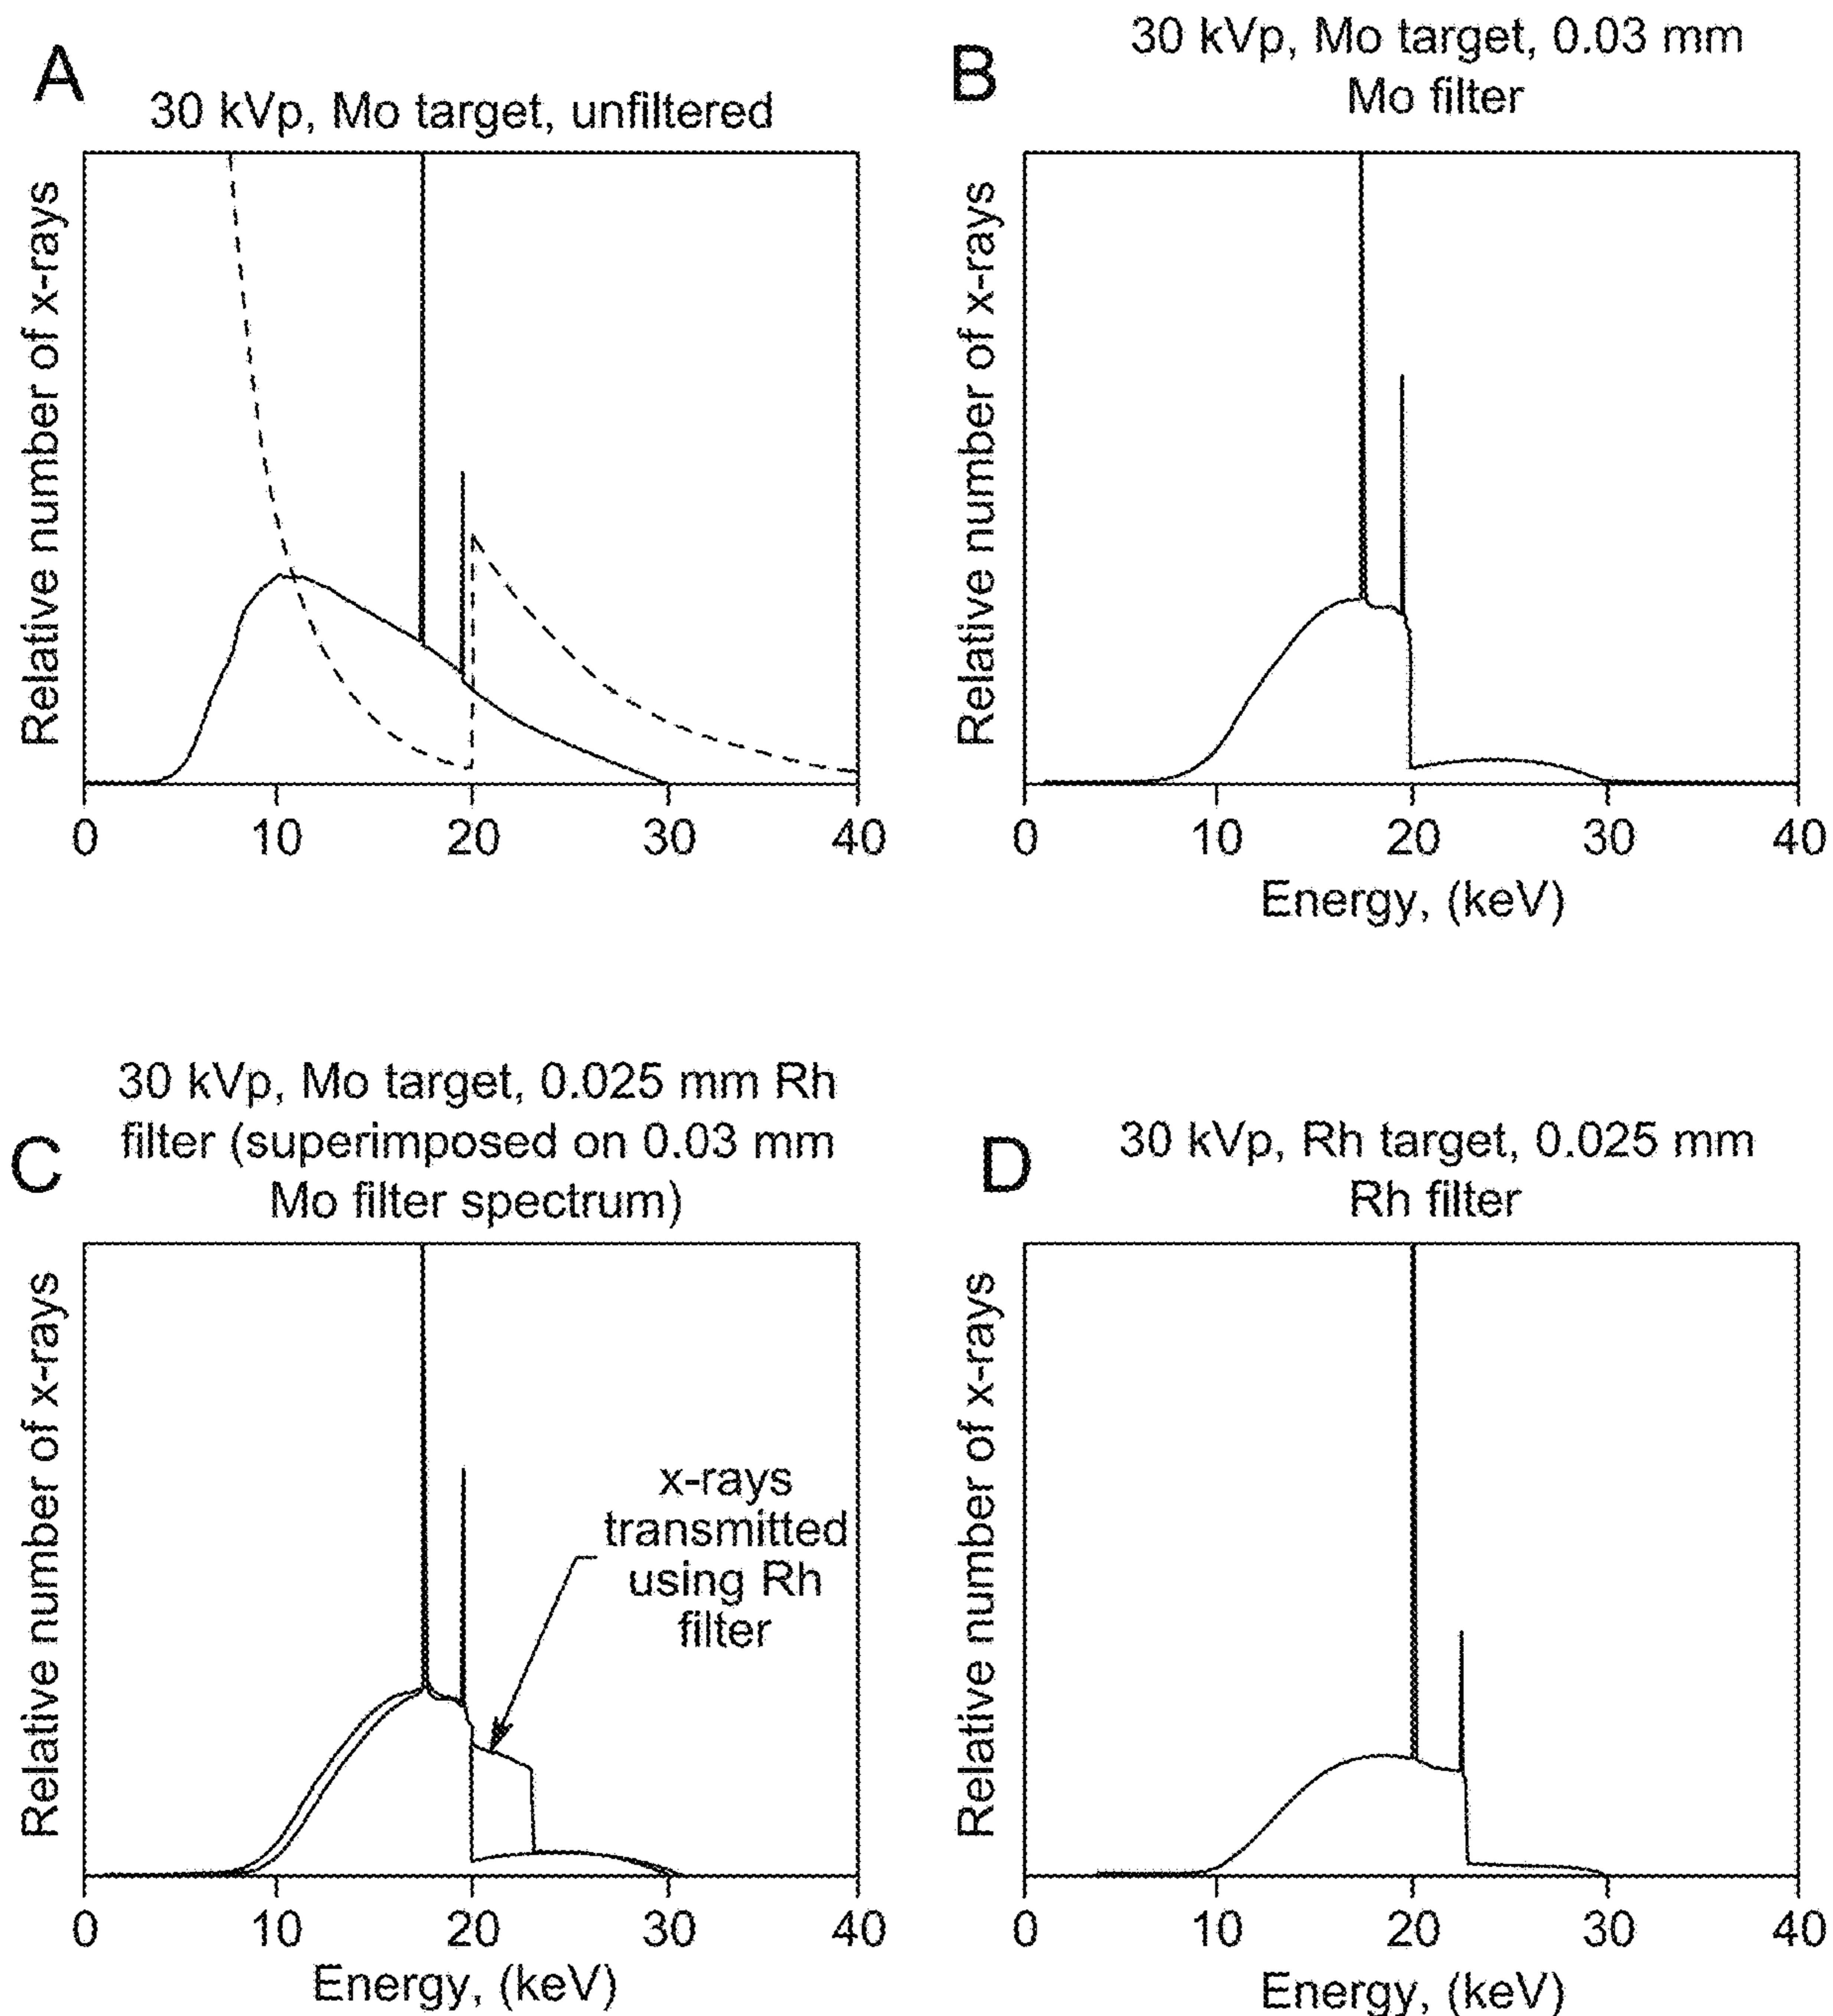 A
30 kVp, Mo target, unfiltered
Relative number of x-rays
0 10 20 30 40
B
30 kVp, Mo target, 0.03 mm
Mo filter
Relative number of x-rays
0 10 20 30 40
Energy, (keV)
C
30 kVp, Mo target, 0.025 mm Rh
filter (superimposed on 0.03 mm
Mo filter spectrum)
Relative number of x-rays
x-rays
transmitted
using Rh
filter
0 10 20 30 40
Energy, (keV)
D
30 kVp, Rh target, 0.025 mm
Rh filter
Relative number of x-rays
0 10 20 30 40
Energy, (keV)